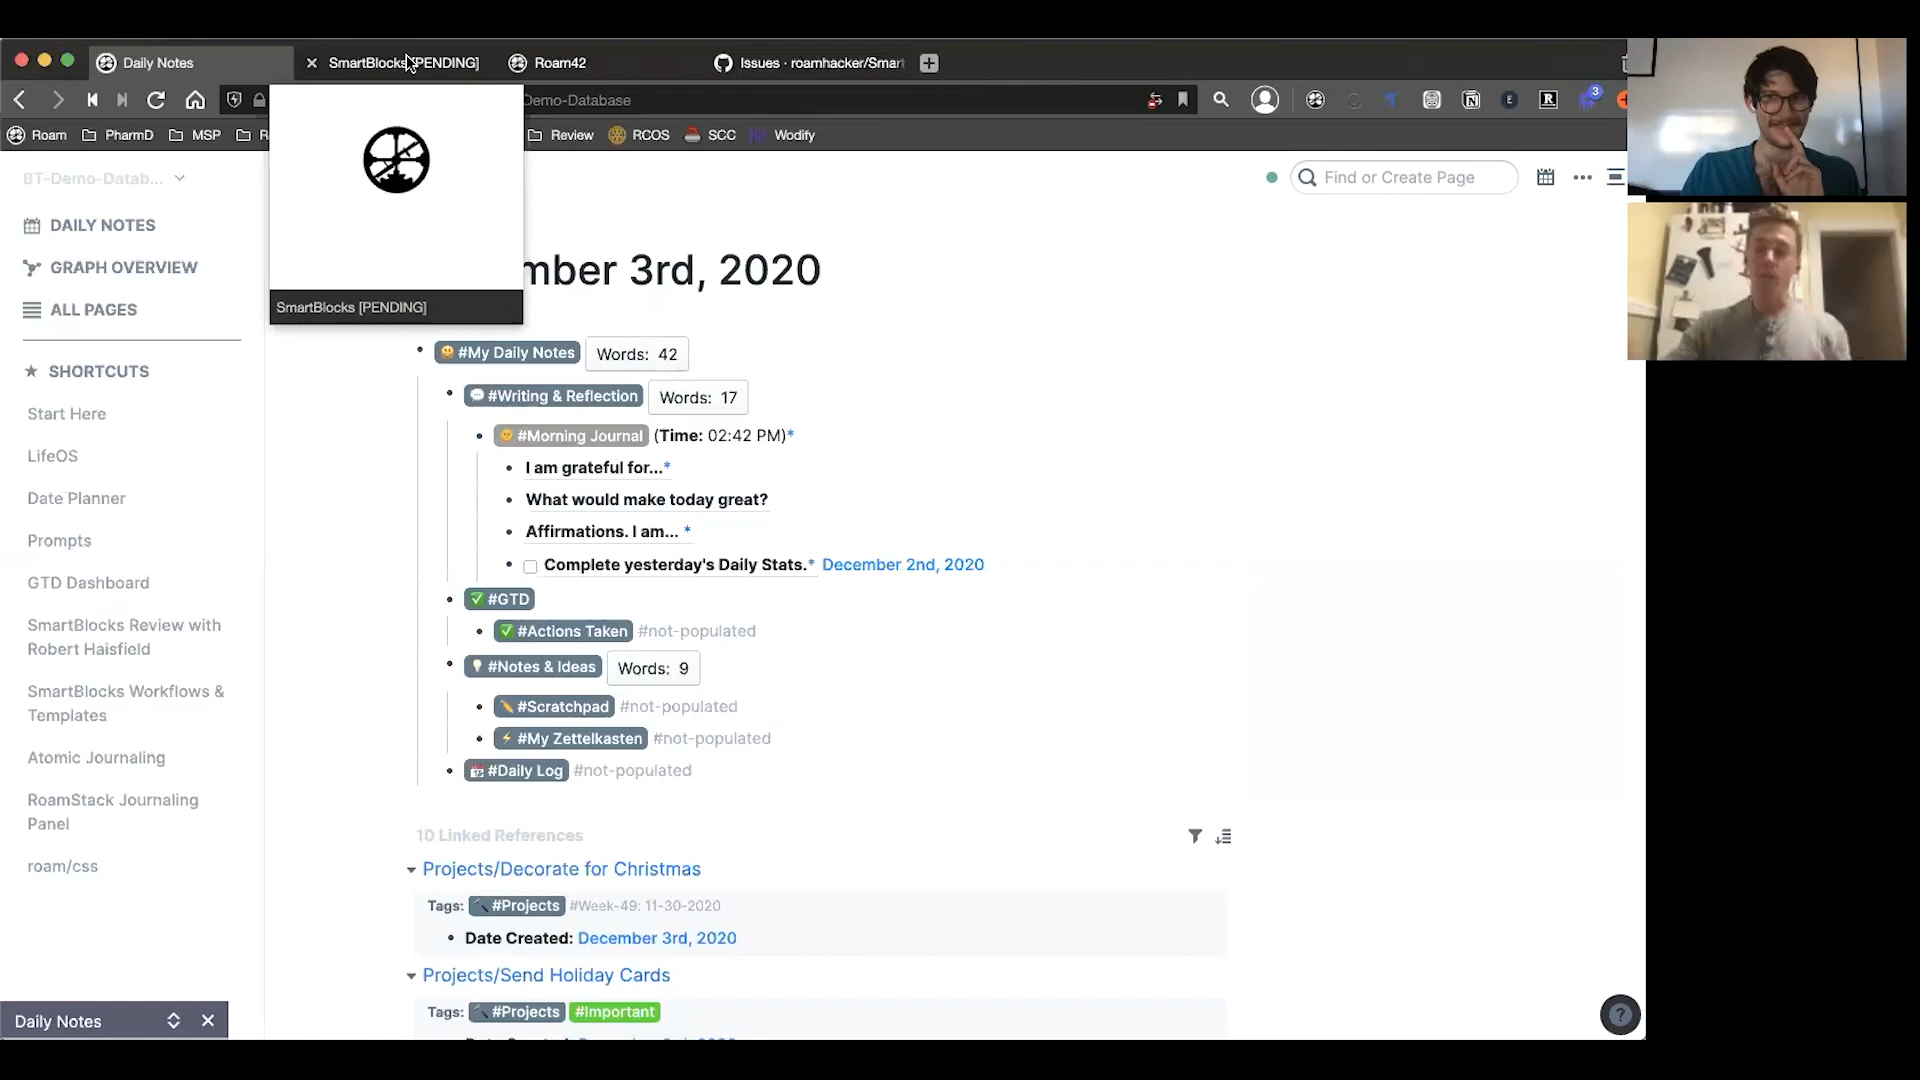 Daily Notes
SmartBlocks [PENDING]
Roam42
Issues · roamhacker/Smart
Demo-Database
3
Roam
PharmD
MSP
Review
RCOS
SCC
Wodify
SmartBlocks [PENDING]
BT-Demo-Datab...
Find or Create Page
DAILY NOTES
GRAPH OVERVIEW
ALL PAGES
SHORTCUTS
Start Here
LifeOS
Date Planner
Prompts
GTD Dashboard
SmartBlocks Review with
Robert Haisfield
SmartBlocks Workflows &
Templates
Atomic Journaling
RoamStack Journaling
Panel
roam/css
Daily Notes
mber 3rd, 2020
#My Daily Notes Words: 42
#Writing & Reflection Words: 17
#Morning Journal (Time: 02:42 PM)*
I am grateful for...*
What would make today great?
Affirmations. I am... *
Complete yesterday's Daily Stats.* December 2nd, 2020
#GTD
#Actions Taken #not-populated
#Notes & Ideas Words: 9
#Scratchpad #not-populated
#My Zettelkasten #not-populated
#Daily Log #not-populated
10 Linked References
Projects/Decorate for Christmas
Tags: #Projects #Week-49: 11-30-2020
Date Created: December 3rd, 2020
Projects/Send Holiday Cards
Tags: #Projects #Important